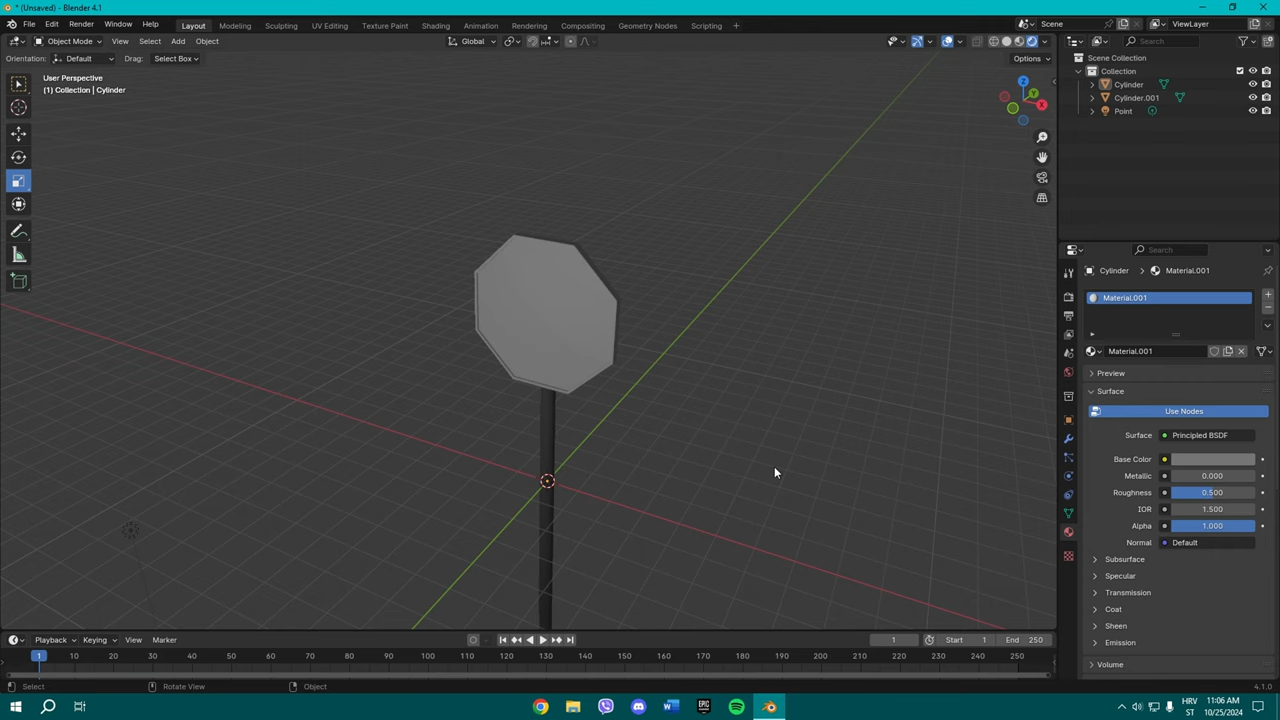 * (Unsaved) - Blender 4.1
File Edit Render Window Help Layout Modeling Sculpting UV Editing Texture Paint Shading Animation Rendering Compositing Geometry Nodes Scripting + Scene ViewLayer
Object Mode View Select Add Object Global Search
Orientation: Default Drag: Select Box Options
User Perspective
(1) Collection | Cylinder
Scene Collection
Collection
Cylinder
Cylinder.001
Point
Z
Y
X
Search
Cylinder > Material.001
Material.001
Material.001
Preview
Surface
Use Nodes
Surface Principled BSDF
Base Color
Metallic 0.000
Roughness 0.500
IOR 1.500
Alpha 1.000
Normal Default
Subsurface
Specular
Transmission
Coat
Sheen
Emission
Volume
Playback Keying View Marker 1 Start 1 End 250
1 10 20 30 40 50 60 70 80 90 100 110 120 130 140 150 160 170 180 190 200 210 220 230 240 250
Select Rotate View Object 4.1.0
HRV 11:06 AM
ST 10/25/2024